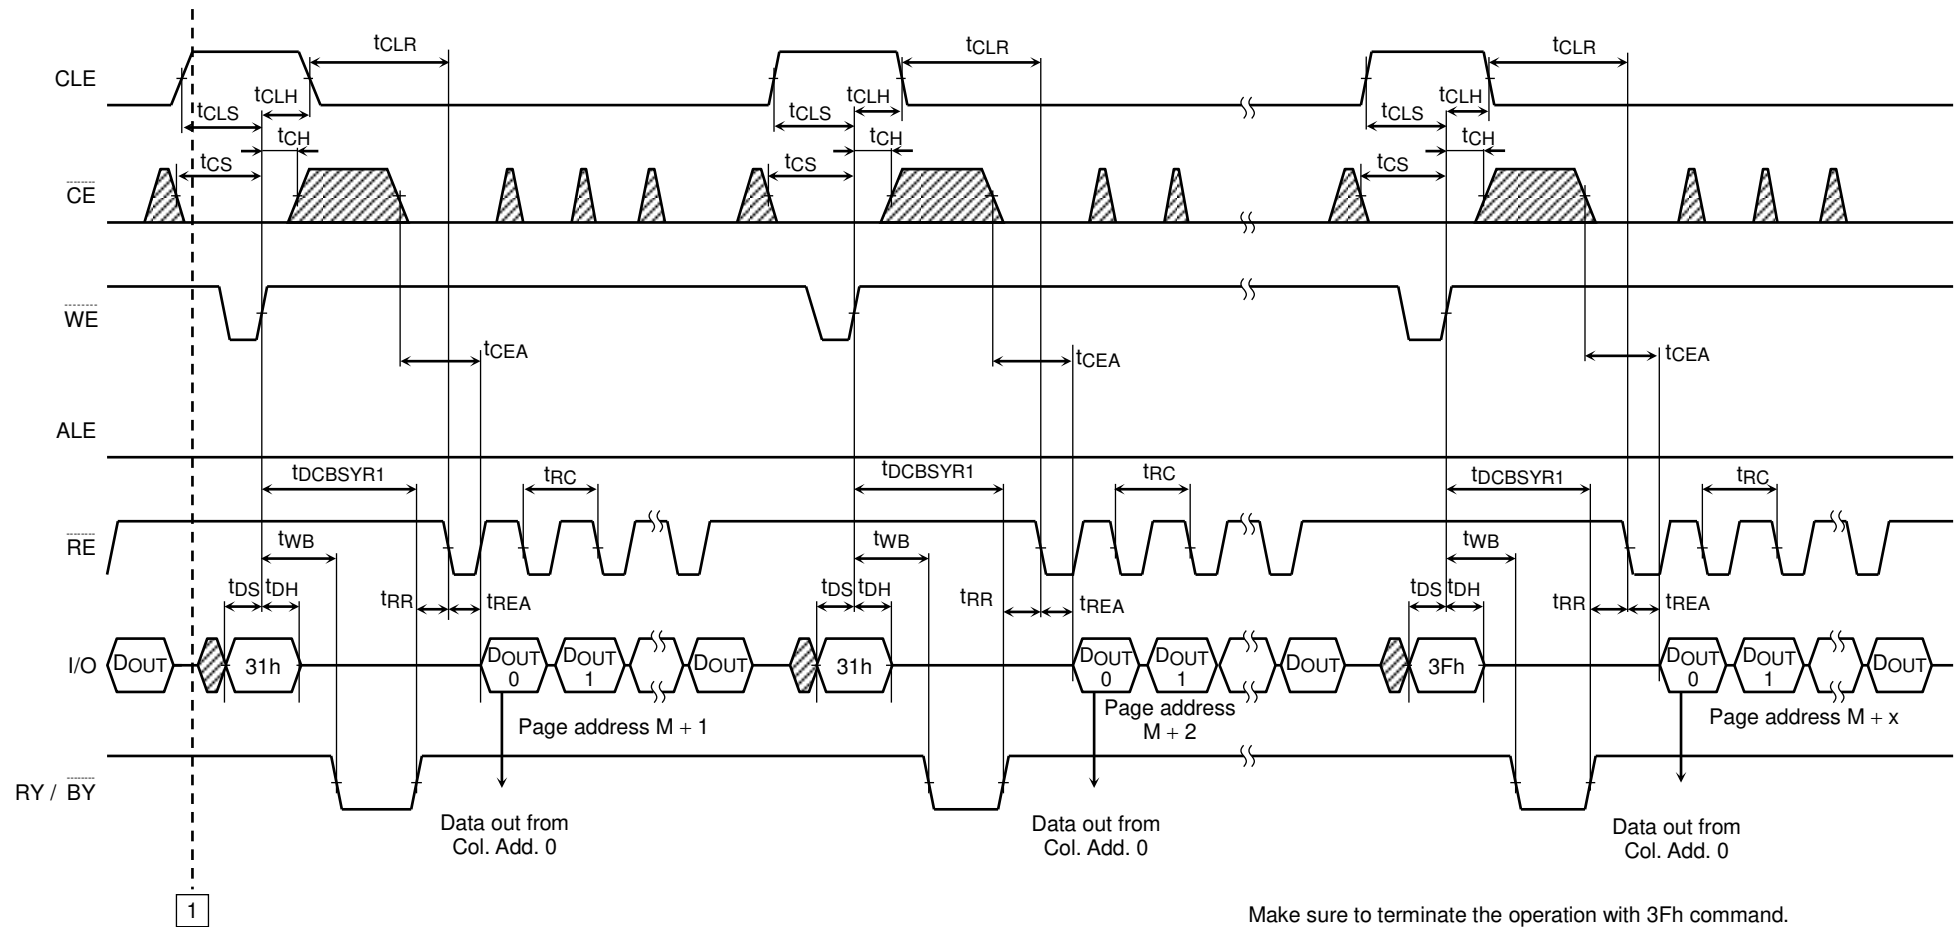 tCLR tCLR tCLR
CLE
tCLH tCLH tCLH
tCLS tCLS tCLS
tCH tCH tCH
tCS tCS tCS
CE
WE
tCEA tCEA tCEA
ALE
tDCBSYR1 tRC tDCBSYR1 tRC tDCBSYR1 tRC
RE
tWB tWB tWB
tDS tDH tDS tDH tDS tDH
tRR tREA tRR tREA tRR tREA
I/O DOUT 31h DOUT 0 DOUT 1 DOUT 31h DOUT 0 DOUT 1 DOUT 3Fh DOUT 0 DOUT 1 DOUT
Page address M + 1
Page address
M + 2
Page address M + x
RY / BY
Data out from
Col. Add. 0
Data out from
Col. Add. 0
Data out from
Col. Add. 0
1
Make sure to terminate the operation with 3Fh command.